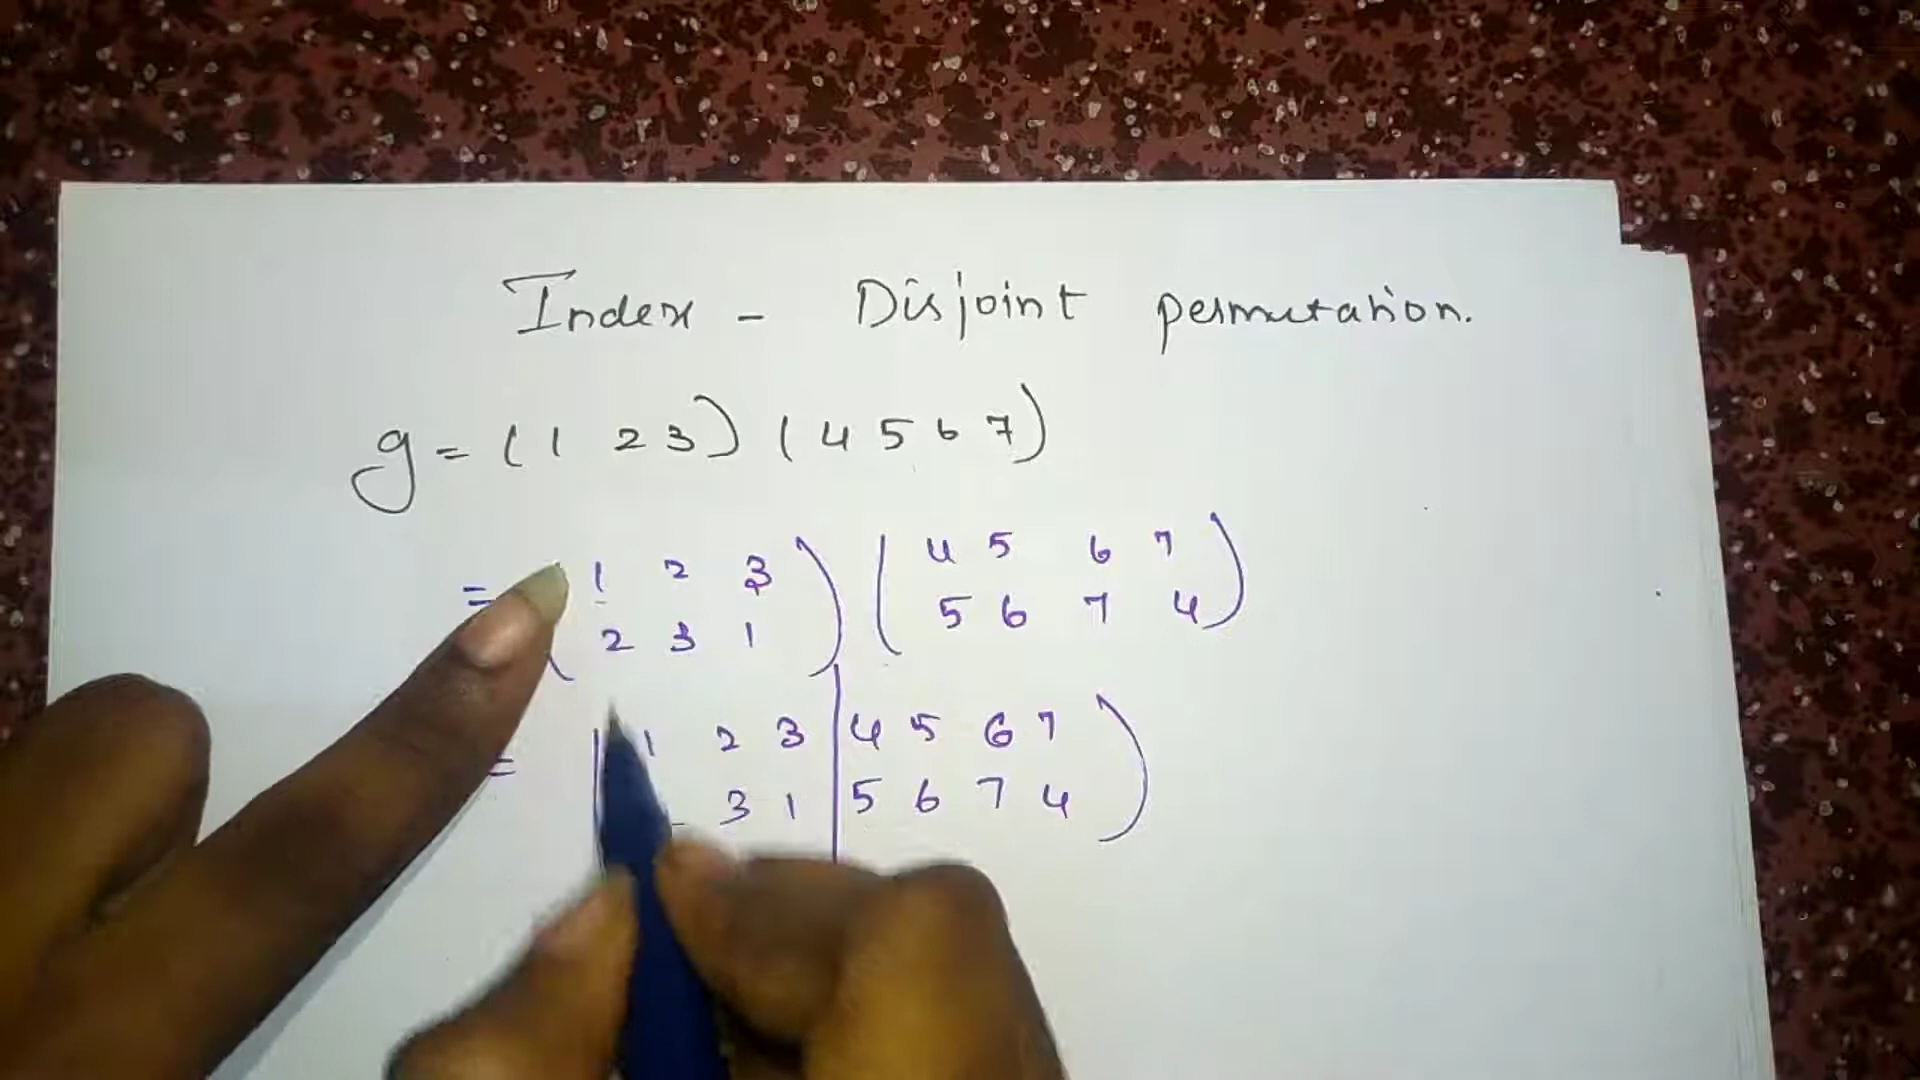 Index - Disjoint permutation.
g = (1 2 3) (4 5 6 7)
= 1 2 3 ) ( 4 5 6 7 )
( 2 3 1 ) ( 5 6 7 4 )
= ( 1 2 3 | 4 5 6 7 )
3 1 | 5 6 7 4 )